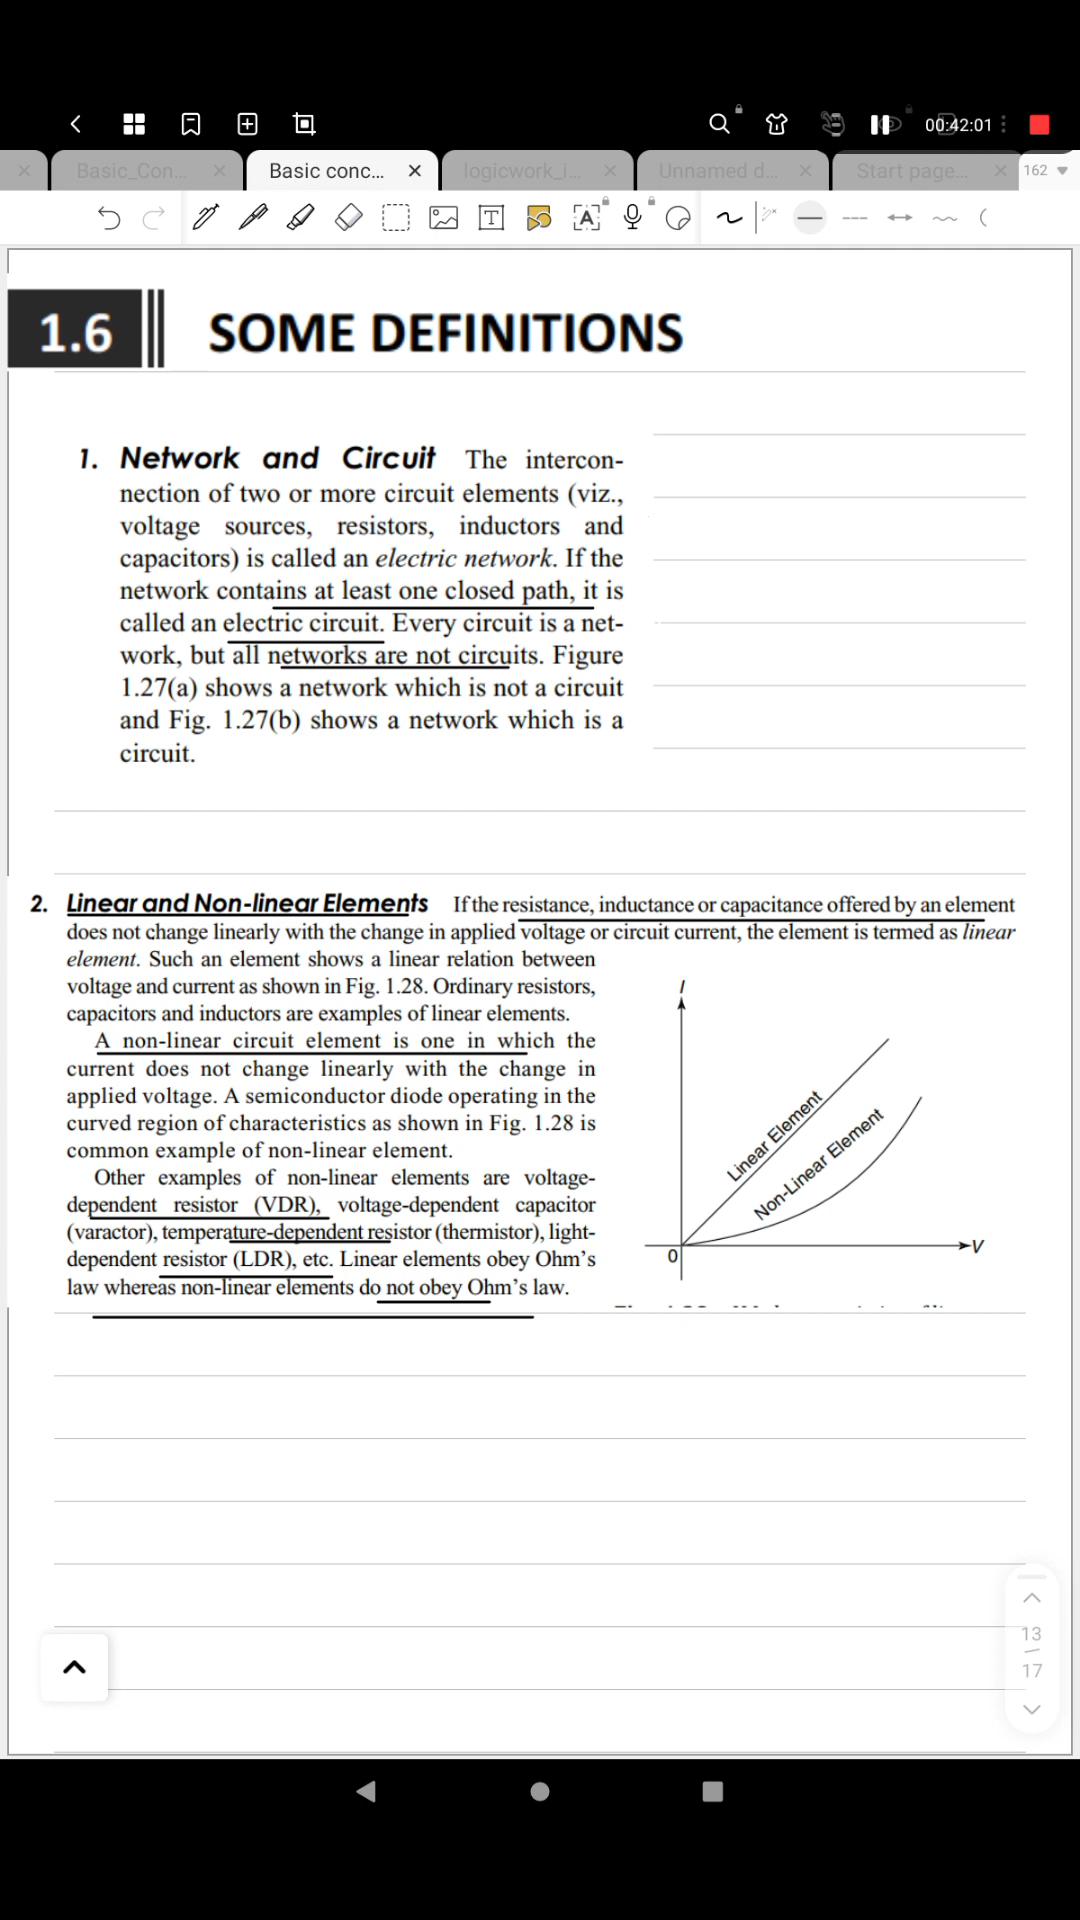 00:42:01
Basic_Con...
Basic conc...
logicwork_i...
Unnamed d...
Start page...
162
T
A
1.6 SOME DEFINITIONS
1. Network and Circuit The intercon-
nection of two or more circuit elements (viz.,
voltage sources, resistors, inductors and
capacitors) is called an electric network. If the
network contains at least one closed path, it is
called an electric circuit. Every circuit is a net-
work, but all networks are not circuits. Figure
1.27(a) shows a network which is not a circuit
and Fig. 1.27(b) shows a network which is a
circuit.
2. Linear and Non-linear Elements If the resistance, inductance or capacitance offered by an element
does not change linearly with the change in applied voltage or circuit current, the element is termed as linear
element. Such an element shows a linear relation between
voltage and current as shown in Fig. 1.28. Ordinary resistors,
capacitors and inductors are examples of linear elements.
A non-linear circuit element is one in which the
current does not change linearly with the change in
applied voltage. A semiconductor diode operating in the
curved region of characteristics as shown in Fig. 1.28 is
common example of non-linear element.
Other examples of non-linear elements are voltage-
dependent resistor (VDR), voltage-dependent capacitor
(varactor), temperature-dependent resistor (thermistor), light-
dependent resistor (LDR), etc. Linear elements obey Ohm's
law whereas non-linear elements do not obey Ohm's law.
I
Linear Element
Non-Linear Element
0
V
13
17